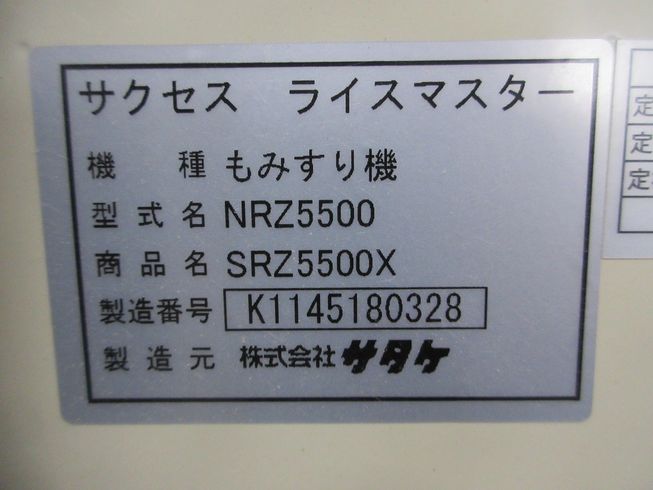 サクセス ライスマスター
機種 もみすり機
型式名 NRZ5500
商品名 SRZ5500X
製造番号 K1145180328
製造元 株式会社 サタケ
定
定
定